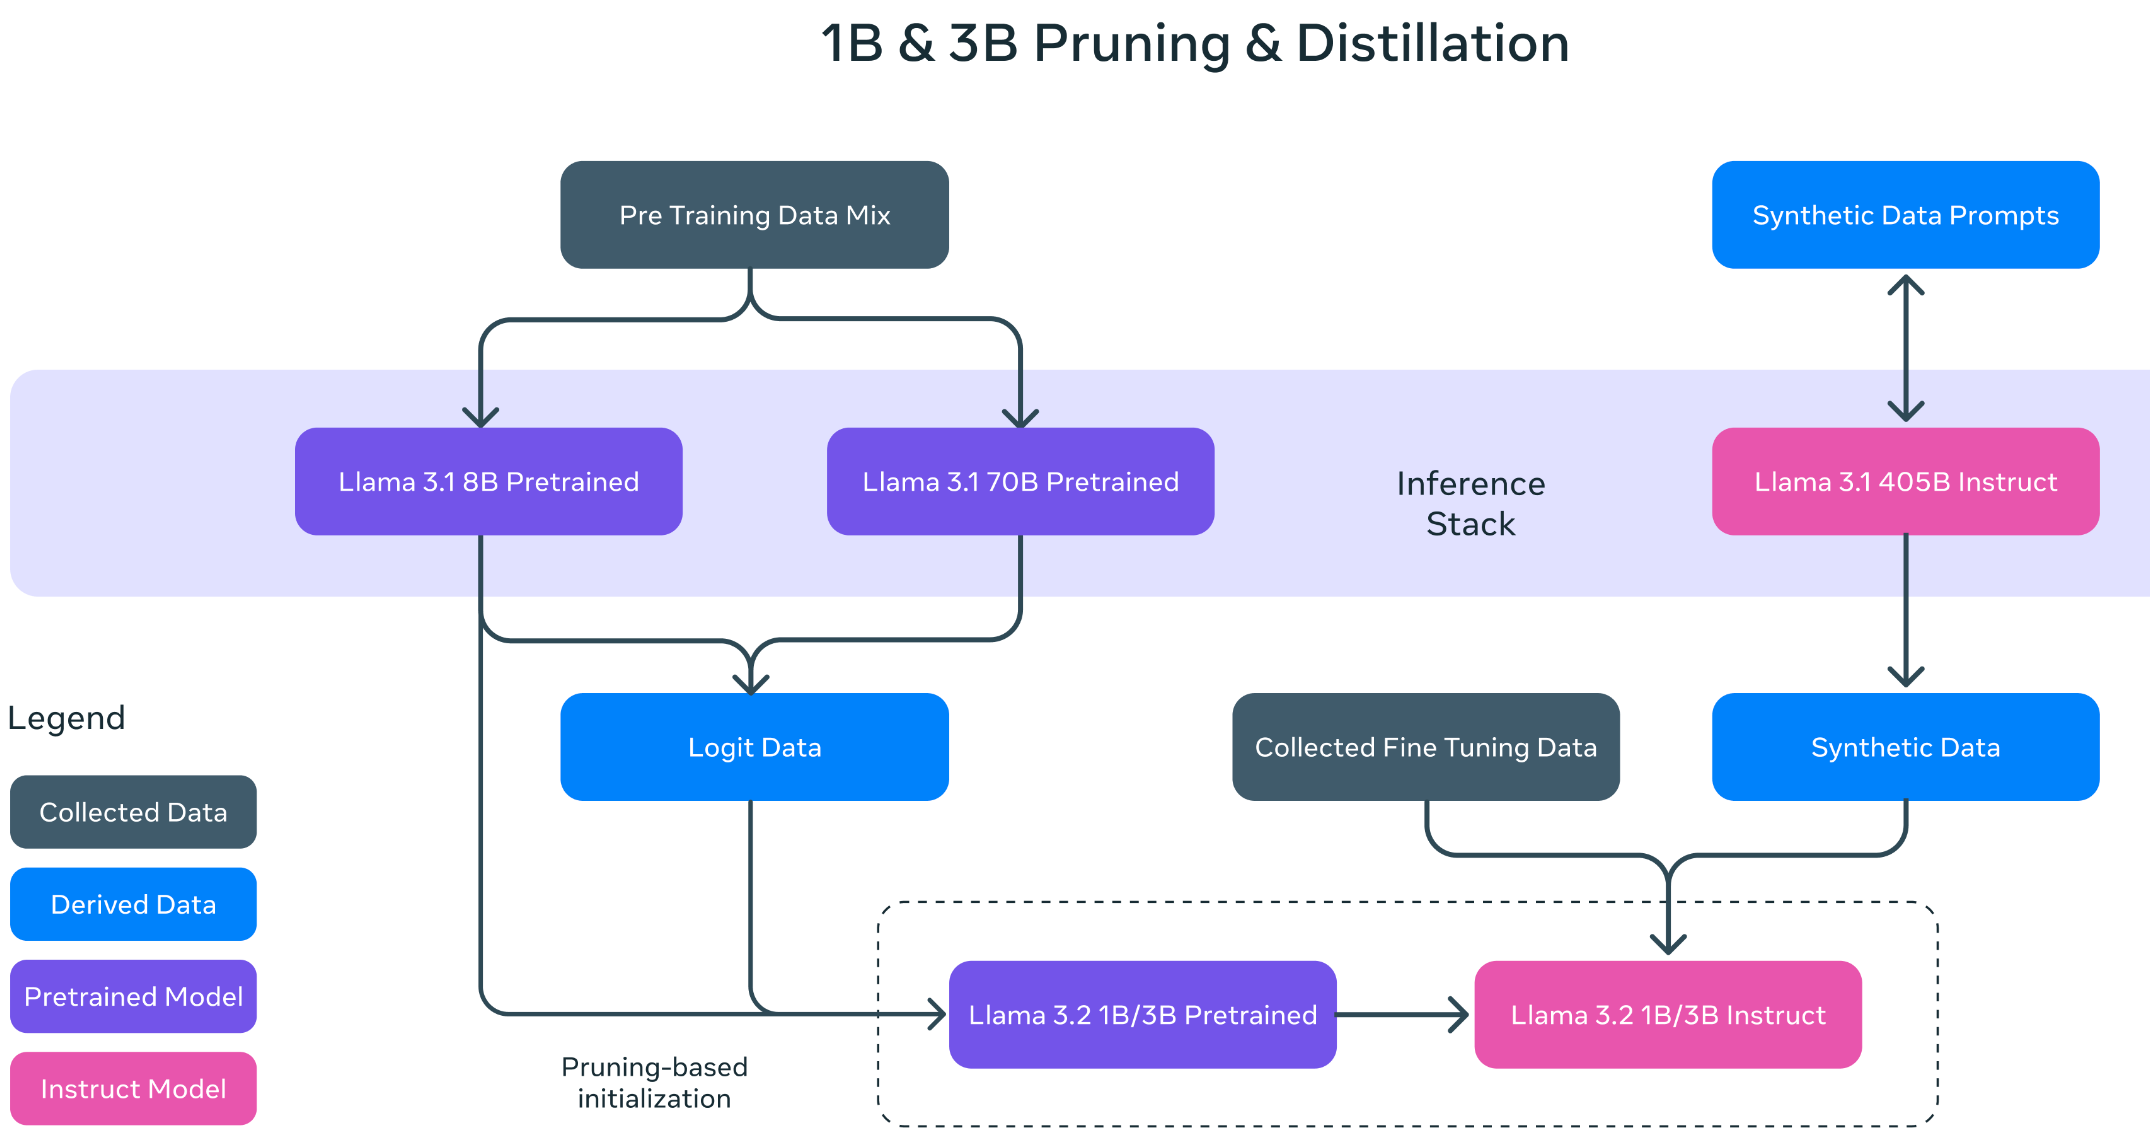 1B & 3B Pruning & Distillation
Pre Training Data Mix
Synthetic Data Prompts
Llama 3.1 8B Pretrained
Llama 3.1 70B Pretrained
Inference
Stack
Llama 3.1 405B Instruct
Legend
Logit Data
Collected Fine Tuning Data
Synthetic Data
Collected Data
Derived Data
Pretrained Model
Instruct Model
Llama 3.2 1B/3B Pretrained
Llama 3.2 1B/3B Instruct
Pruning-based
initialization